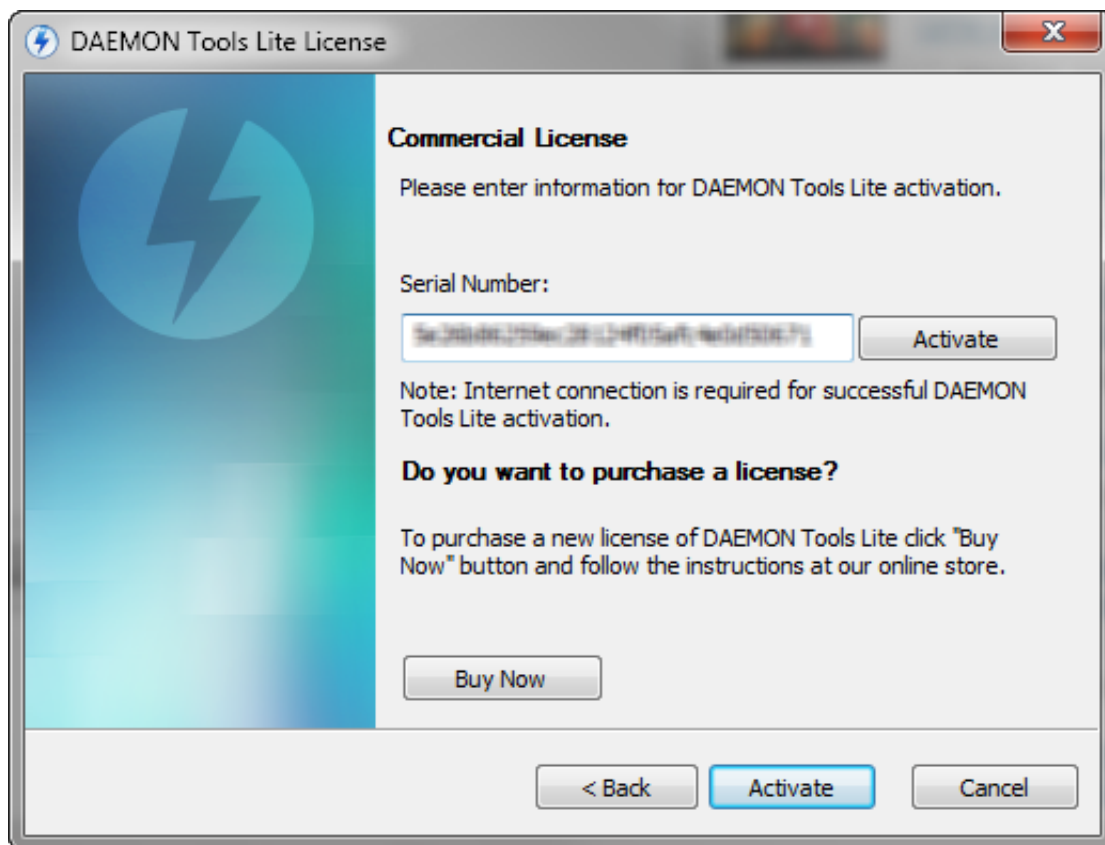 DAEMON Tools Lite License
Commercial License
Please enter information for DAEMON Tools Lite activation.
Serial Number:
Activate
Note: Internet connection is required for successful DAEMON
Tools Lite activation.
Do you want to purchase a license?
To purchase a new license of DAEMON Tools Lite click "Buy
Now" button and follow the instructions at our online store.
Buy Now
< Back
Activate
Cancel